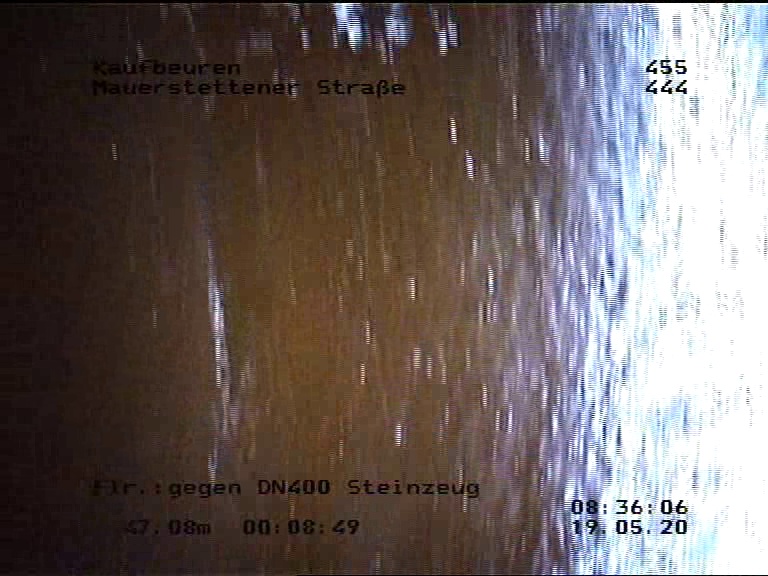 Kaufbeuren 455
Mauerstettener Straße 444
Flr.:gegen DN400 Steinzeug
08:36:06
47.08m 00:08:49 19.05.20